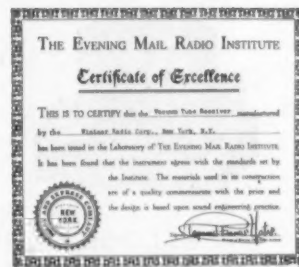 THE EVENING MAIL RADIO INSTITUTE
Certificate of Excellence
THIS IS TO CERTIFY that the Vacuum Tube Receiver manufactured
by the Radio Corp., New York, N.Y.
has been tested in the Laboratory of THE EVENING MAIL RADIO INSTITUTE.
It has been found that the instrument agrees with the standards set by
the Institute. The materials used in its construction
are of a quality commensurate with the price and
the design is based upon sound engineering practice.
NEW
YORK